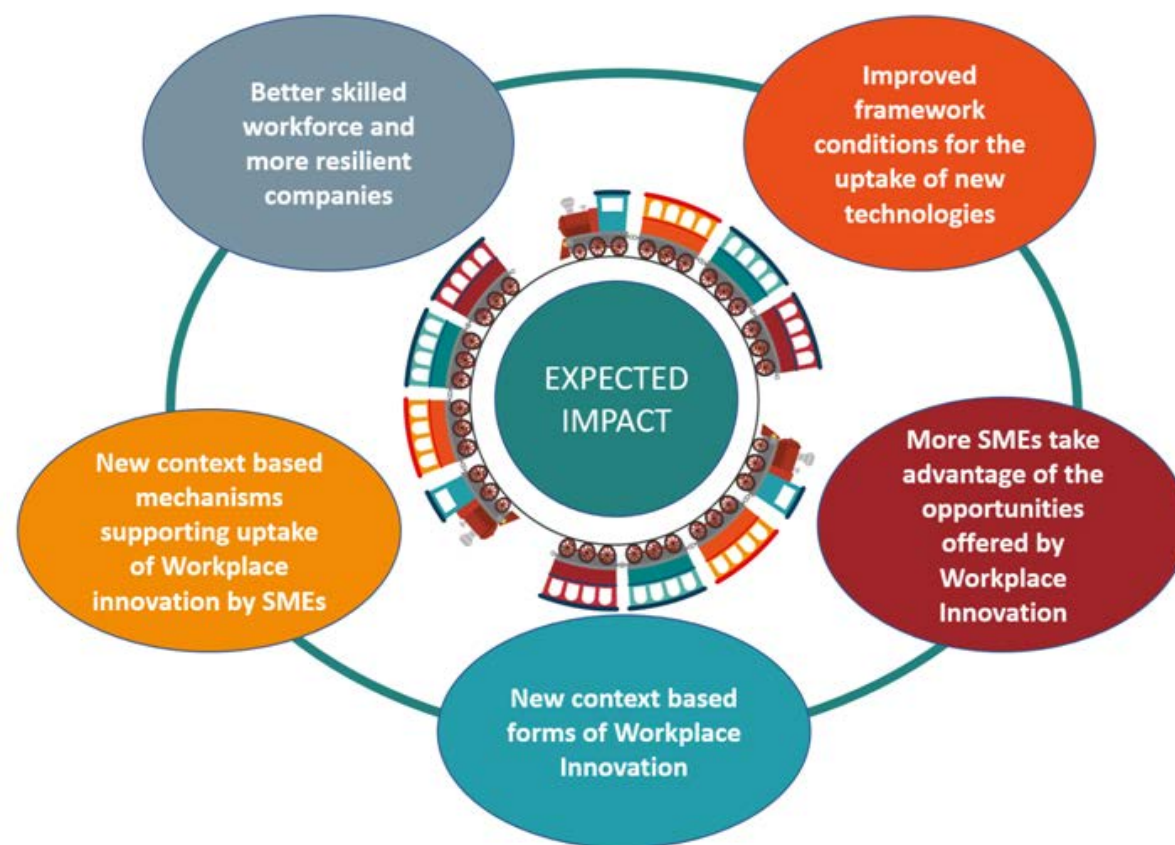 Better skilled
workforce and
more resilient
companies
Improved
framework
conditions for the
uptake of new
technologies
EXPECTED
IMPACT
New context based
mechanisms
supporting uptake
of Workplace
innovation by SMEs
More SMEs take
advantage of the
opportunities
offered by
Workplace
Innovation
New context based
forms of Workplace
Innovation